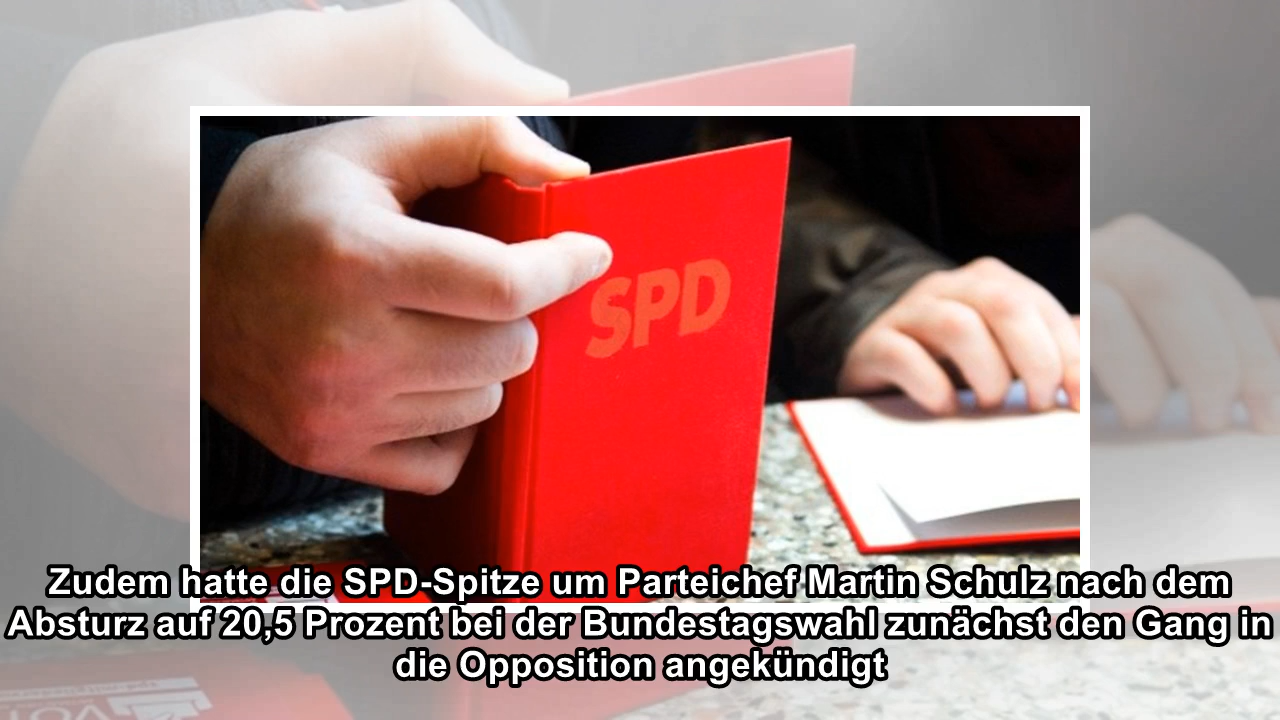 SPD
Zudem hatte die SPD-Spitze um Parteichef Martin Schulz nach dem
Absturz auf 20,5 Prozent bei der Bundestagswahl zunächst den Gang in
die Opposition angekündigt